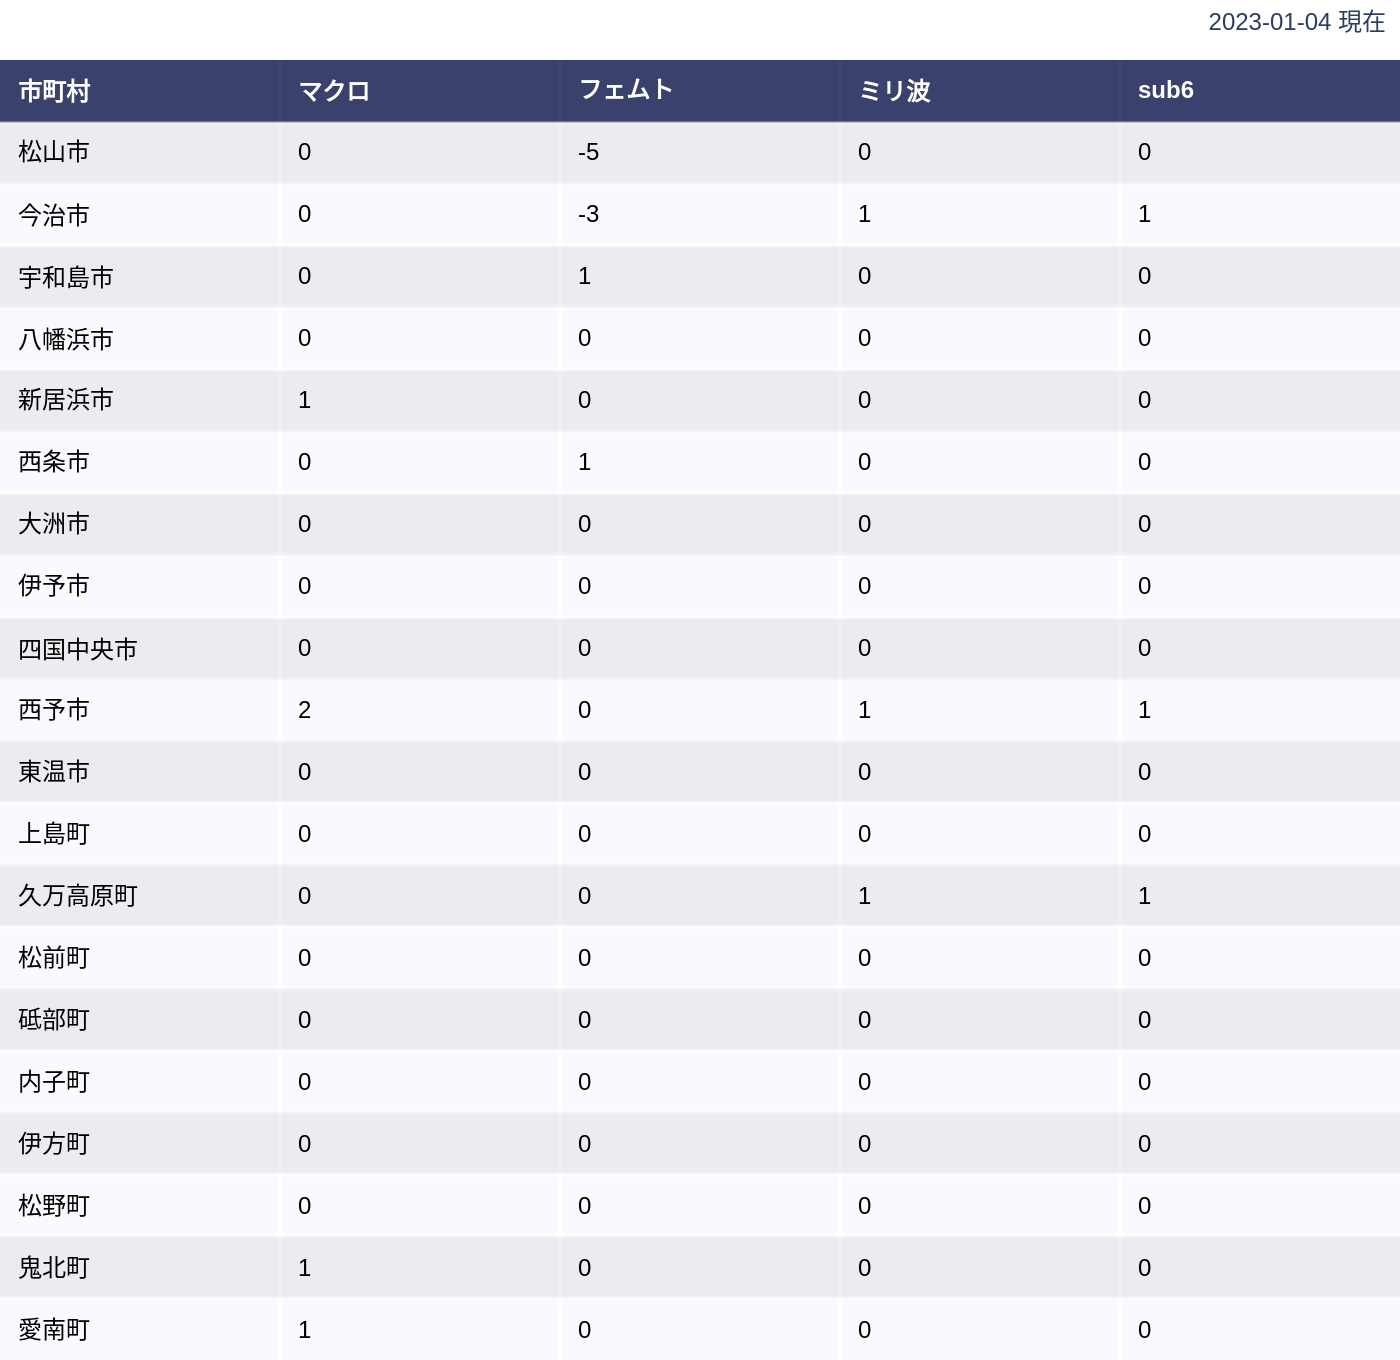 2023-01-04 現在
市町村 マクロ フェムト ミリ波 sub6
松山市 0 -5 0 0
今治市 0 -3 1 1
宇和島市 0 1 0 0
八幡浜市 0 0 0 0
新居浜市 1 0 0 0
西条市 0 1 0 0
大洲市 0 0 0 0
伊予市 0 0 0 0
四国中央市 0 0 0 0
西予市 2 0 1 1
東温市 0 0 0 0
上島町 0 0 0 0
久万高原町 0 0 1 1
松前町 0 0 0 0
砥部町 0 0 0 0
内子町 0 0 0 0
伊方町 0 0 0 0
松野町 0 0 0 0
鬼北町 1 0 0 0
愛南町 1 0 0 0